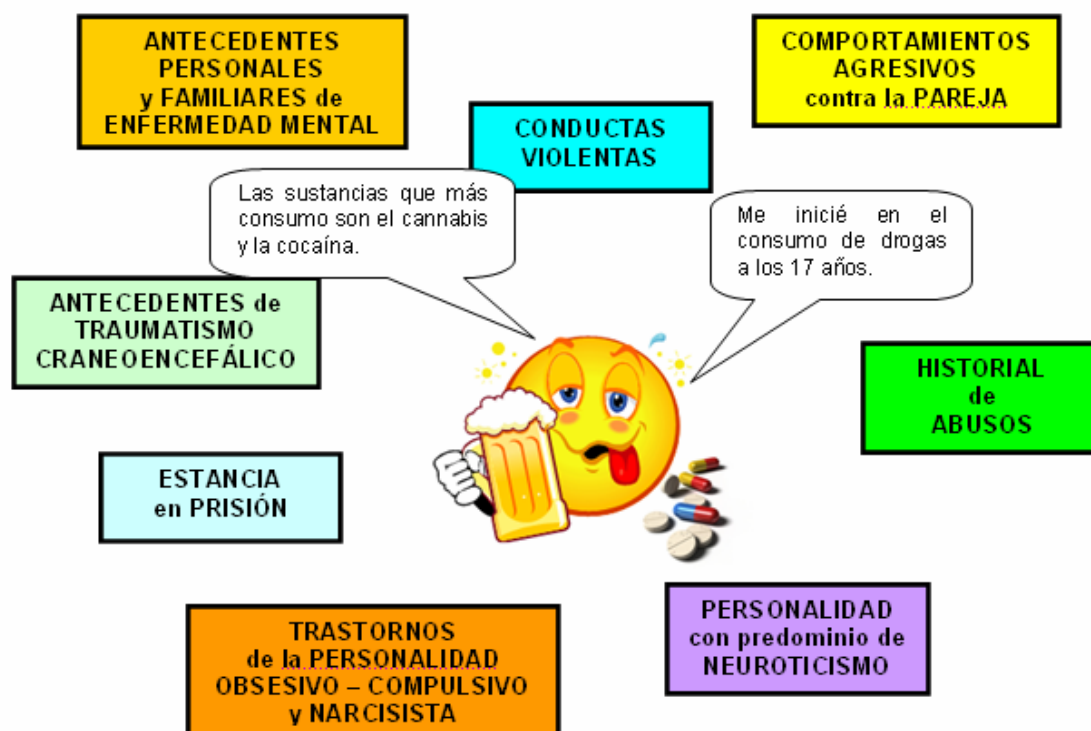 ANTECEDENTES
PERSONALES
y FAMILIARES de
ENFERMEDAD MENTAL
COMPORTAMIENTOS
AGRESIVOS
contra la PAREJA
CONDUCTAS
VIOLENTAS
Las sustancias que más
consumo son el cannabis
y la cocaína.
Me inicié en el
consumo de drogas
a los 17 años.
ANTECEDENTES de
TRAUMATISMO
CRANEOENCEFÁLICO
HISTORIAL
de
ABUSOS
ESTANCIA
en PRISIÓN
TRASTORNOS
de la PERSONALIDAD
OBSESIVO – COMPULSIVO
y NARCISISTA
PERSONALIDAD
con predominio de
NEUROTICISMO